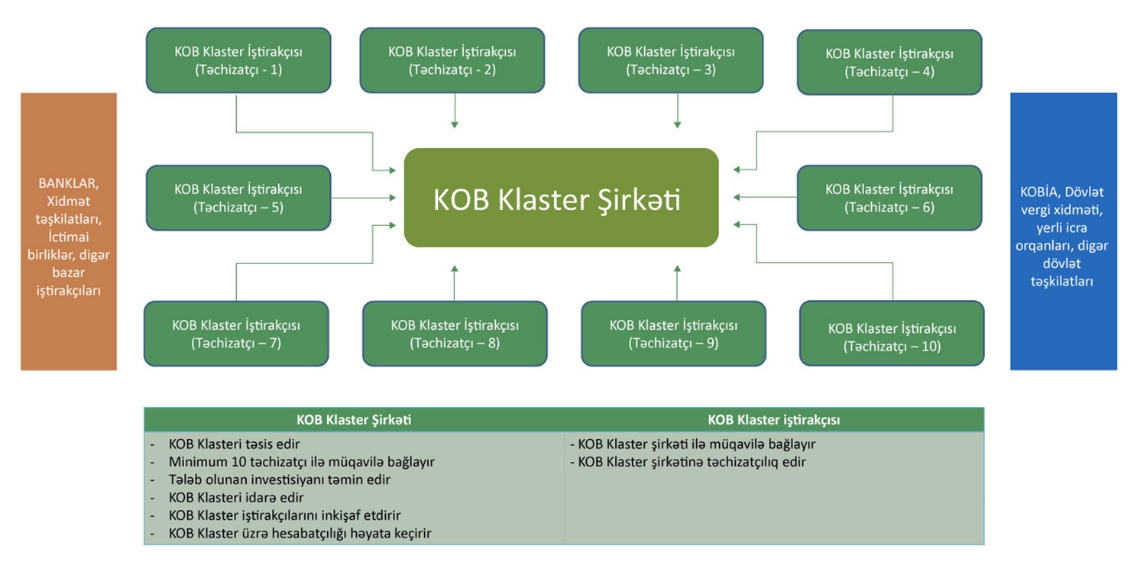 KOB Klaster İştirakçısı
(Təchizatçı - 1)
KOB Klaster İştirakçısı
(Təchizatçı - 2)
KOB Klaster İştirakçısı
(Təchizatçı – 3)
KOB Klaster İştirakçısı
(Təchizatçı – 4)
BANKLAR,
Xidmət
təşkilatları,
İctimai
birliklər, digər
bazar
iştirakçıları
KOB Klaster İştirakçısı
(Təchizatçı – 5)
KOB Klaster Şirkəti
KOB Klaster İştirakçısı
(Təchizatçı – 6)
KOBİA, Dövlət
vergi xidməti,
yerli icra
orqanları, digər
dövlət
təşkilatları
KOB Klaster İştirakçısı
(Təchizatçı – 7)
KOB Klaster İştirakçısı
(Təchizatçı – 8)
KOB Klaster İştirakçısı
(Təchizatçı – 9)
KOB Klaster İştirakçısı
(Təchizatçı – 10)
KOB Klaster Şirkəti
- KOB Klasteri təsis edir
- Minimum 10 təchizatçı ilə müqavilə bağlayır
- Tələb olunan investisiyanı təmin edir
- KOB Klasteri idarə edir
- KOB Klaster iştirakçılarını inkişaf etdirir
- KOB Klaster üzrə hesabatçılığı həyata keçirir
KOB Klaster iştirakçısı
- KOB Klaster şirkəti ilə müqavilə bağlayır
- KOB Klaster şirkətinə təchizatçılıq edir